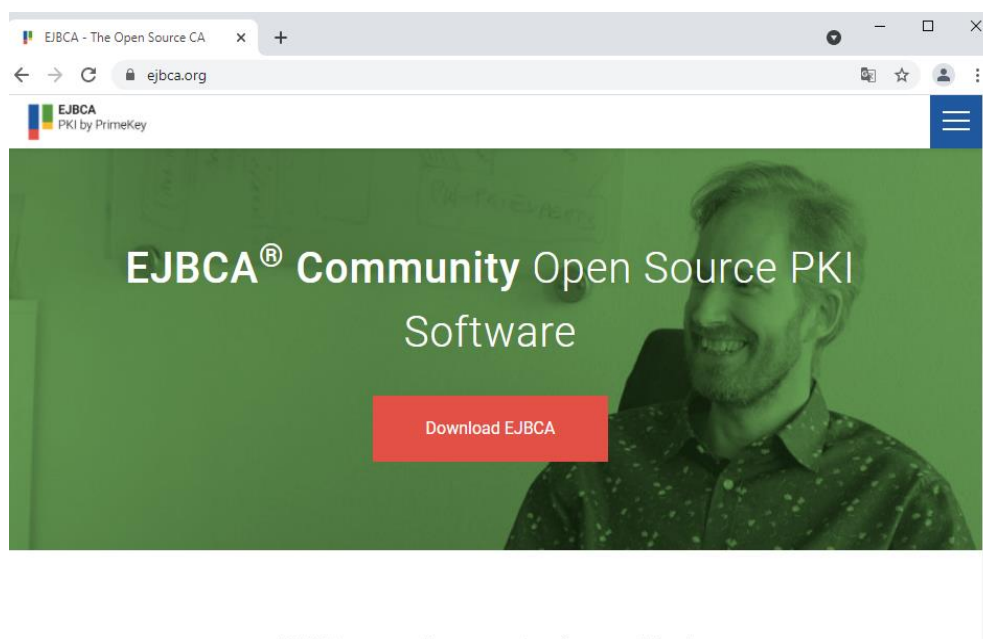 EJBCA - The Open Source CA
ejbca.org
EJBCA
PKI by PrimeKey
EJBCA® Community Open Source PKI
Software
Download EJBCA